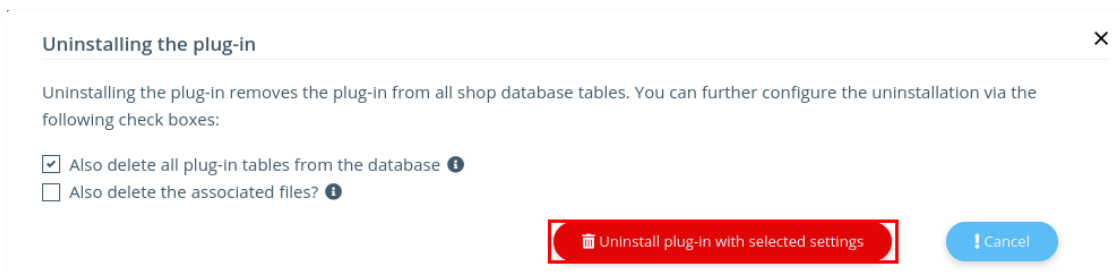 Uninstalling the plug-in
Uninstalling the plug-in removes the plug-in from all shop database tables. You can further configure the uninstallation via the
following check boxes:
Also delete all plug-in tables from the database
Also delete the associated files?
Uninstall plug-in with selected settings
Cancel